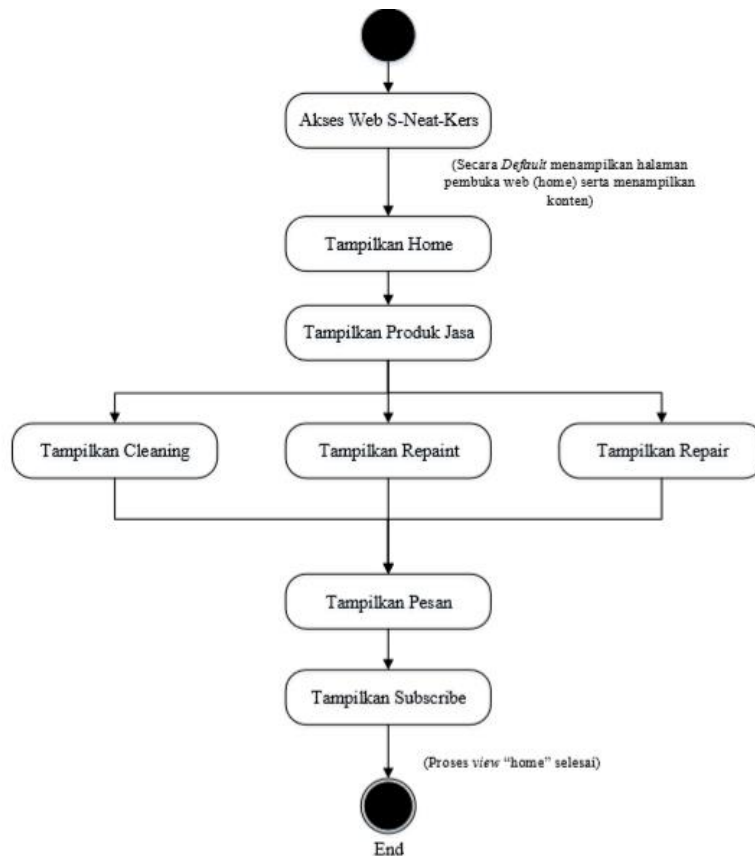 Akses Web S-Neat-Kers
(Secara Default menampilkan halaman
pembuka web (home) serta menampilkan
konten)
Tampilkan Home
Tampilkan Produk Jasa
Tampilkan Cleaning
Tampilkan Repaint
Tampilkan Repair
Tampilkan Pesan
Tampilkan Subscribe
(Proses view “home” selesai)
End